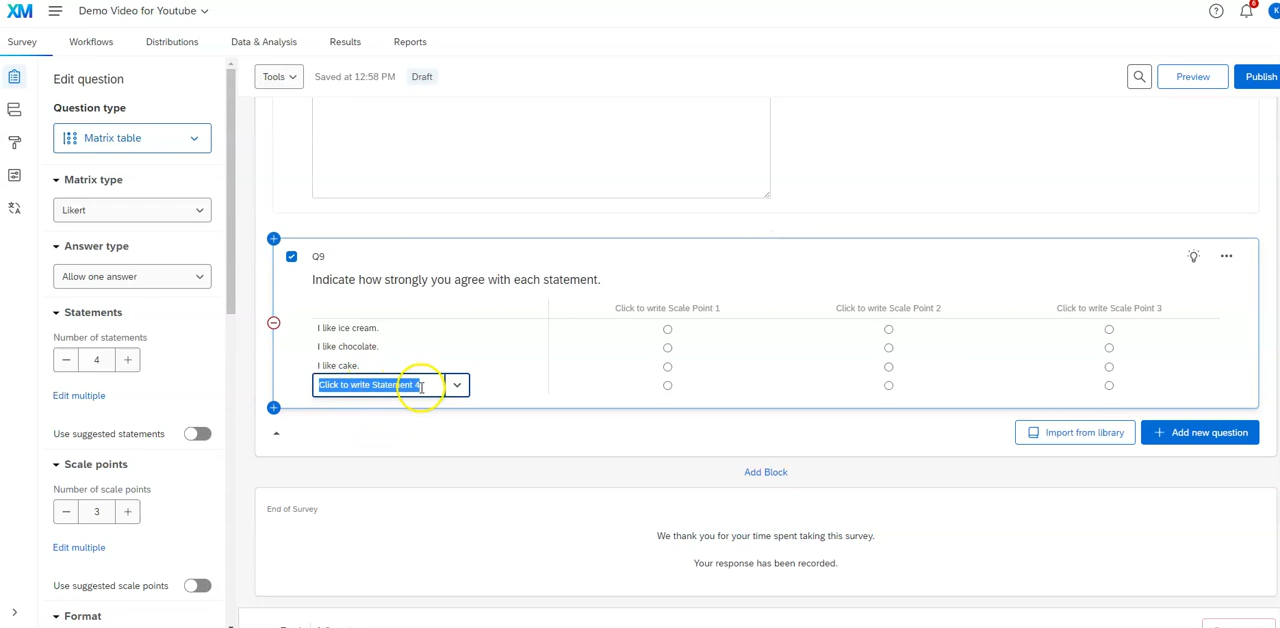 XM Demo Video for Youtube
6 K
Survey Workflows Distributions Data & Analysis Results Reports
Edit question
Tools Saved at 12:58 PM Draft Preview Publish
Question type
Matrix table
Matrix type
Likert
Answer type
Allow one answer
Statements
Number of statements
4
Edit multiple
Use suggested statements
Scale points
Number of scale points
3
Edit multiple
Use suggested scale points
Format
Q9
Indicate how strongly you agree with each statement.
Click to write Scale Point 1 Click to write Scale Point 2 Click to write Scale Point 3
I like ice cream.
I like chocolate.
I like cake.
Click to write Statement 4
Import from library Add new question
Add Block
End of Survey
We thank you for your time spent taking this survey.
Your response has been recorded.